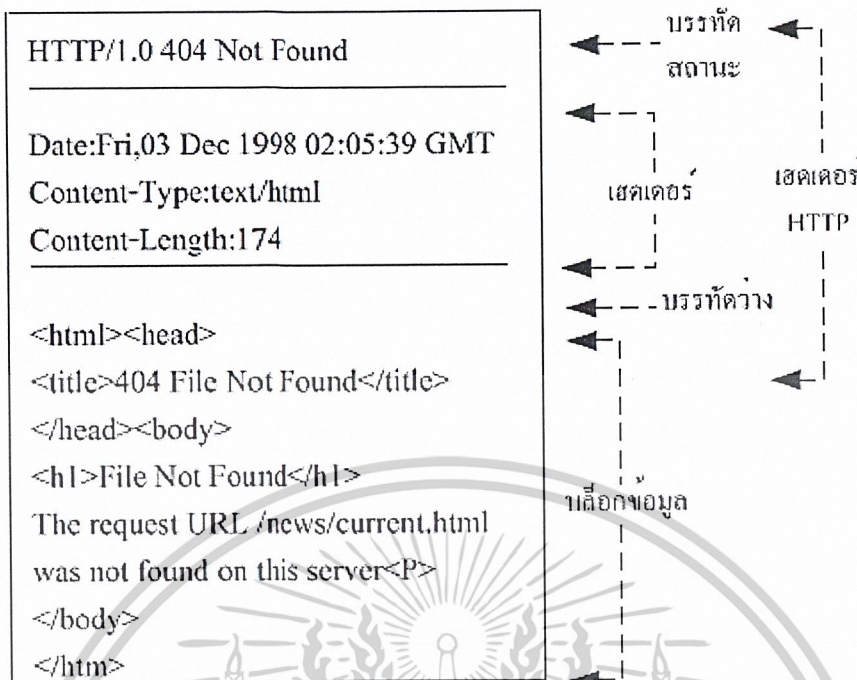 HTTP/1.0 404 Not Found
Date:Fri,03 Dec 1998 02:05:39 GMT
Content-Type:text/html
Content-Length:174
<html><head>
<title>404 File Not Found</title>
</head><body>
<h1>File Not Found</h1>
The request URL /news/current.html
was not found on this server<P>
</body>
</htm>
บรรทัด
สถานะ
เฮดเดอร์
เฮดเดอร์
HTTP
บรรทัดว่าง
บล็อกข้อมูล